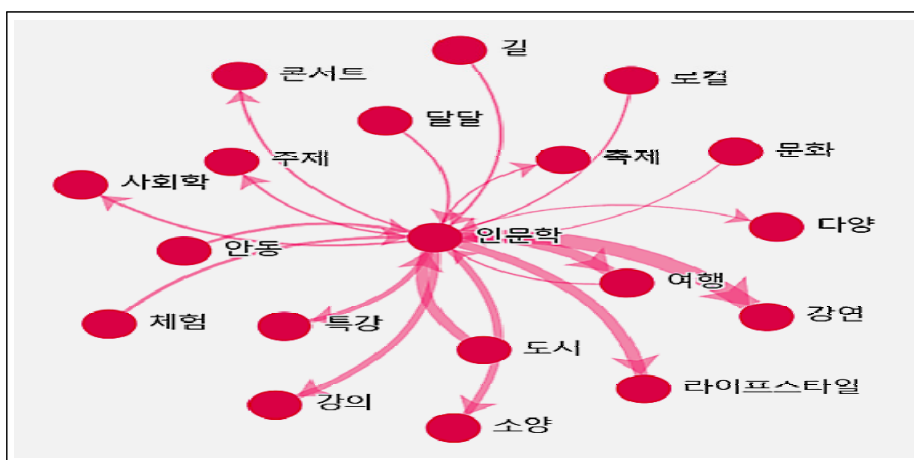 길
콘서트
로컬
달달
주제
축제
문화
사회학
다양
안동
인문학
여행
체험
특강
강연
도시
강의
라이프스타일
소양